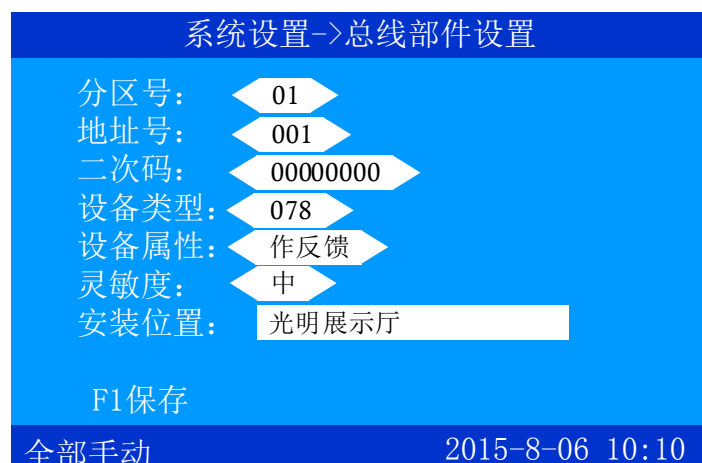 系统设置->总线部件设置
分区号： 01
地址号： 001
二次码： 00000000
设备类型： 078
设备属性： 作反馈
灵敏度： 中
安装位置： 光明展示厅
F1保存
全部手动 2015-8-06 10:10